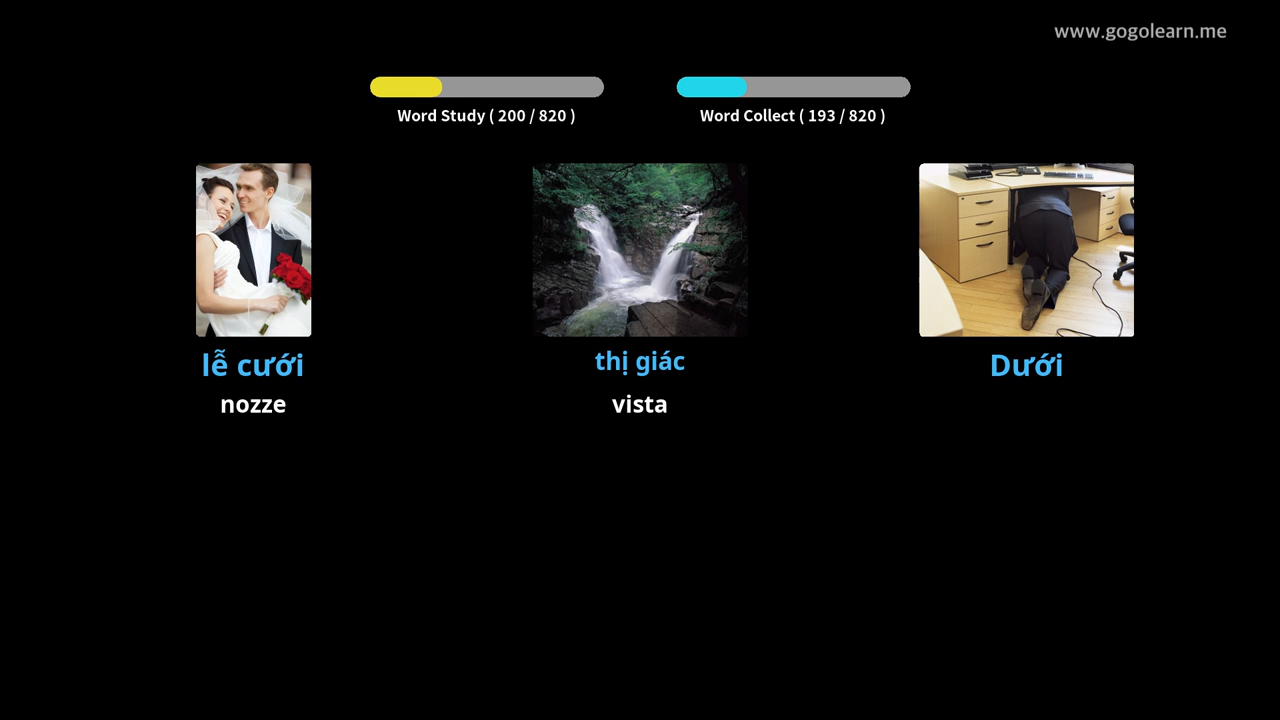 www.gogolearn.me
Word Study ( 200 / 820 )
Word Collect ( 193 / 820 )
lễ cưới
nozze
thị giác
vista
Dưới